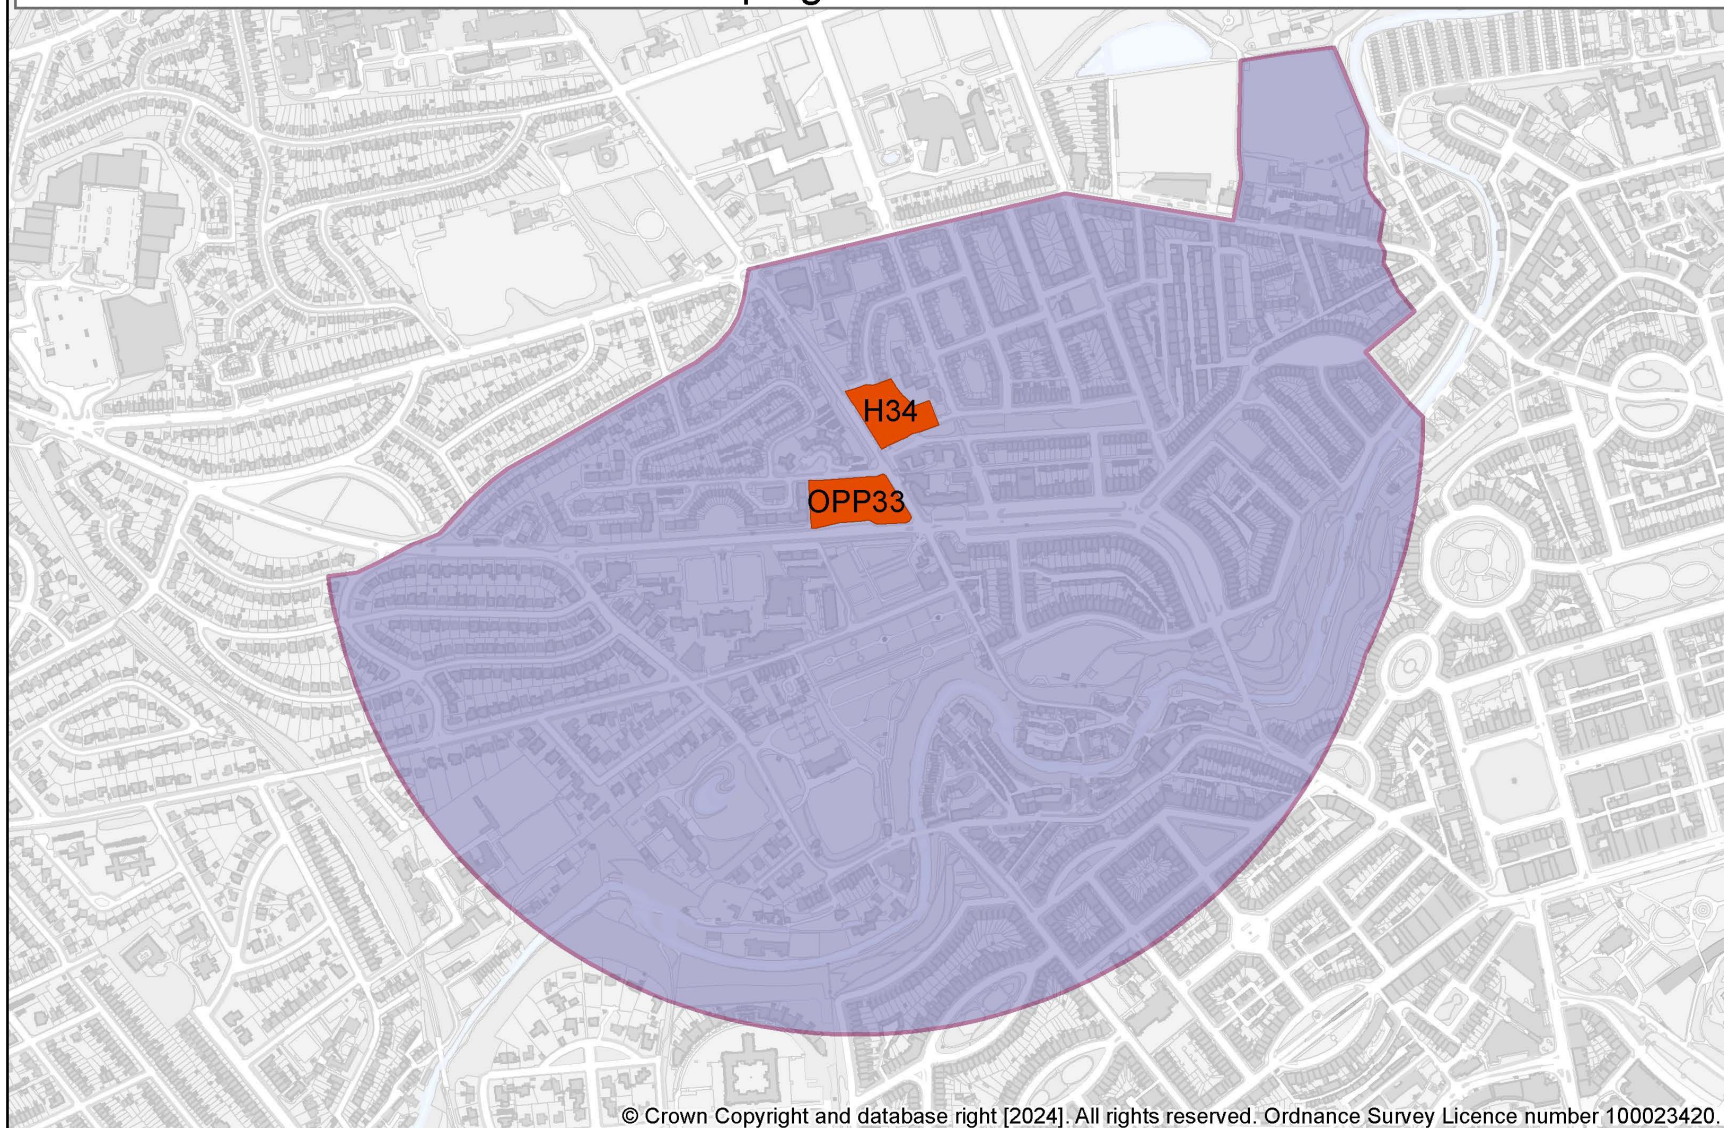 H34
OPP33
© Crown Copyright and database right [2024]. All rights reserved. Ordnance Survey Licence number 100023420.